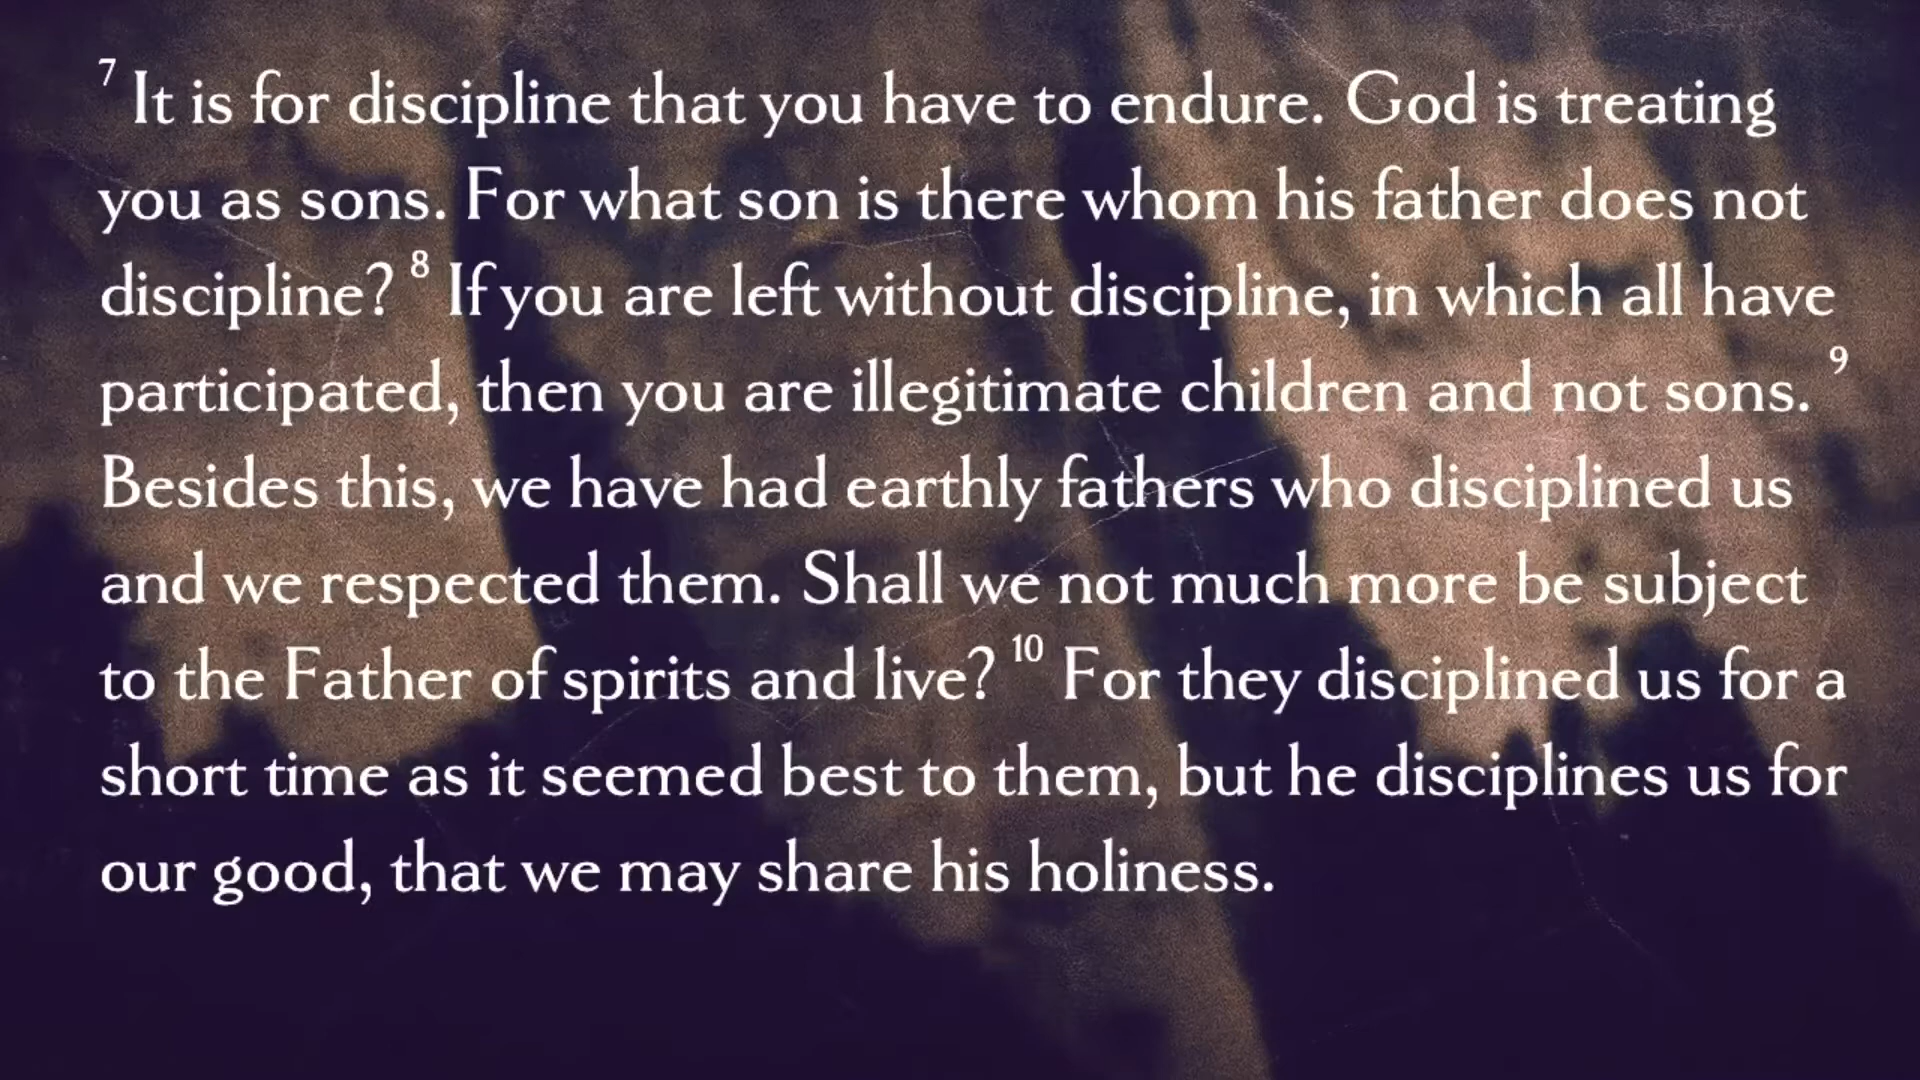 7 It is for discipline that you have to endure. God is treating
you as sons. For what son is there whom his father does not
discipline? 8 If you are left without discipline, in which all have
participated, then you are illegitimate children and not sons. 9
Besides this, we have had earthly fathers who disciplined us
and we respected them. Shall we not much more be subject
to the Father of spirits and live? 10 For they disciplined us for a
short time as it seemed best to them, but he disciplines us for
our good, that we may share his holiness.